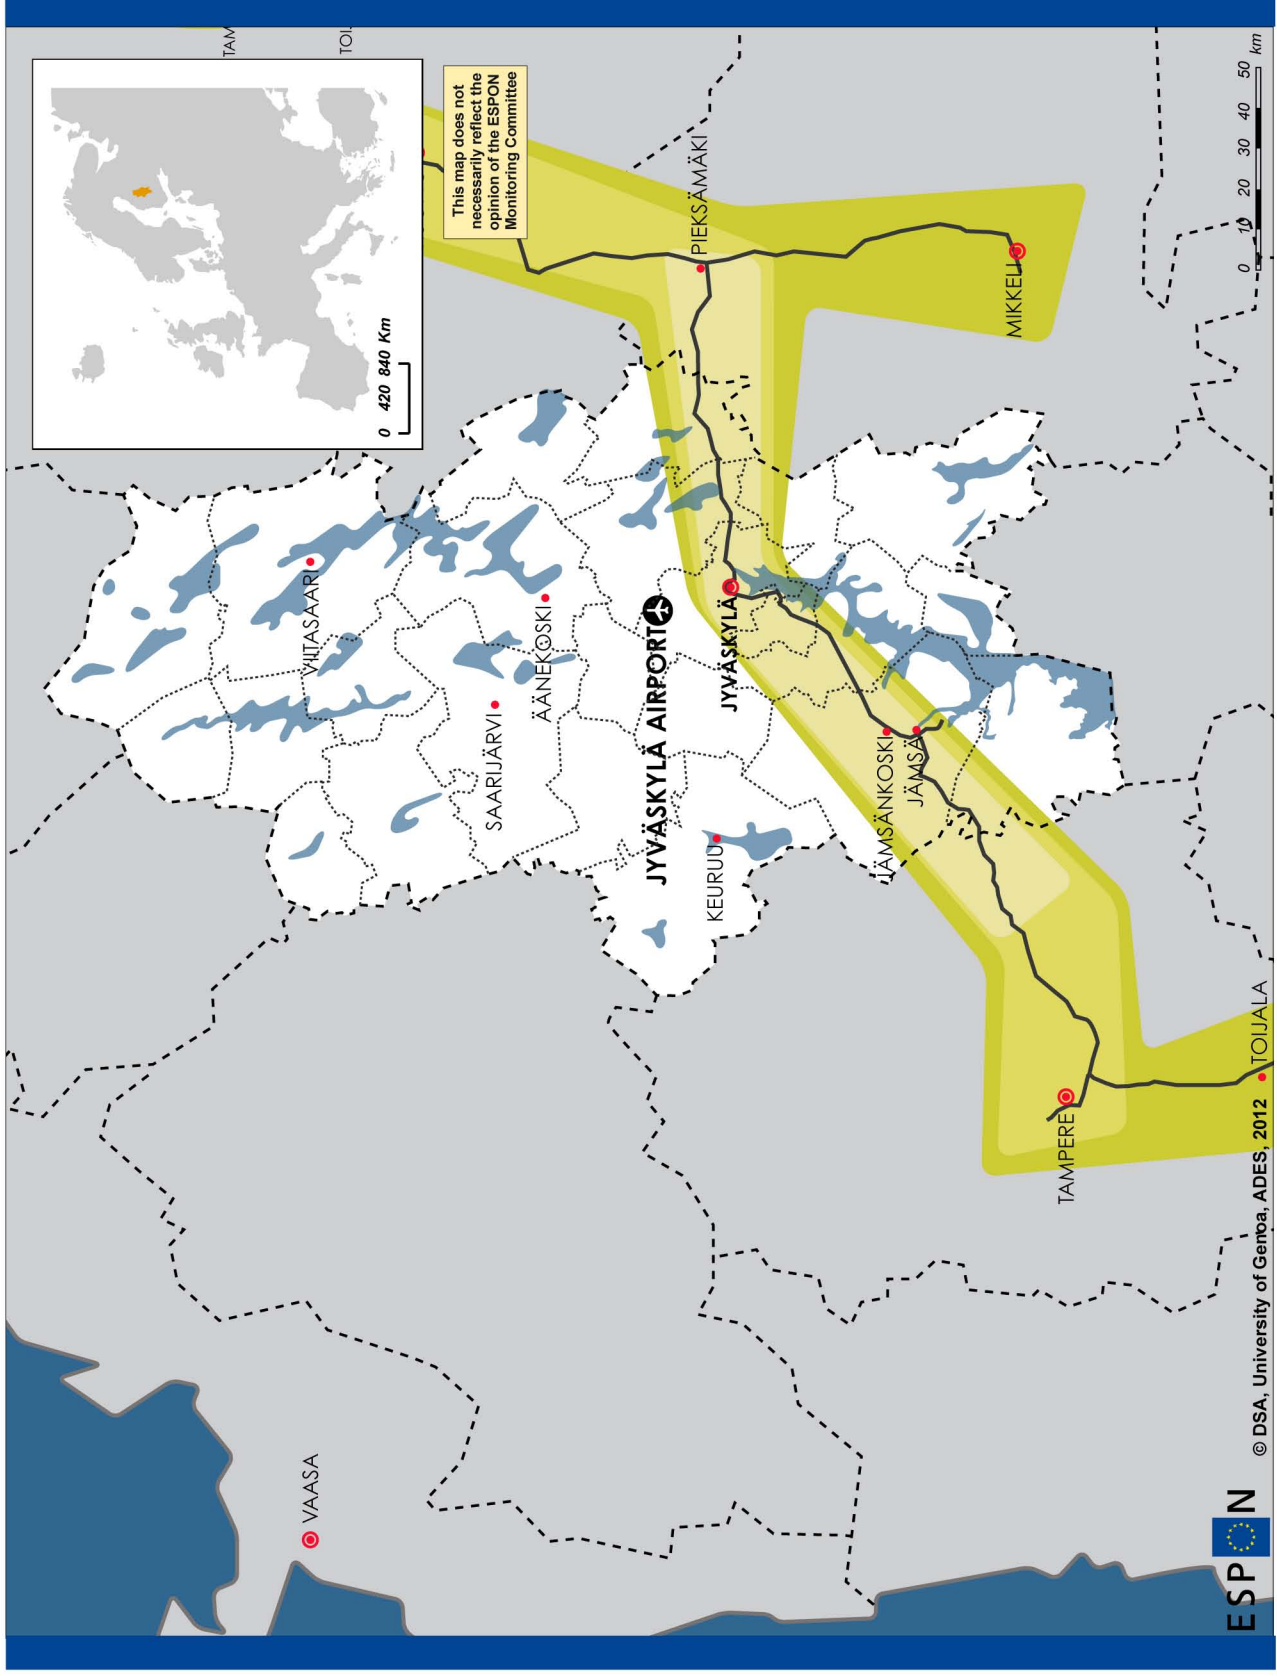 TAM
TOI.
0 420 840 Km
This map does not
necessarily reflect the
opinion of the ESPON
Monitoring Committee
VIITASAARI
SAARIJÄRVI
ÄÄNEKOSKI
JYVÄSKYLÄ AIRPORT
JYVÄSKYLÄ
KEURUU
PIEKSÄMÄKI
JÄMSÄNKOSKI
JÄMSÄ
MIKKELI
TAMPERE
TOIJALA
VAASA
ESPON
© DSA, University of Genoa, ADES, 2012
0 10 20 30 40 50 km